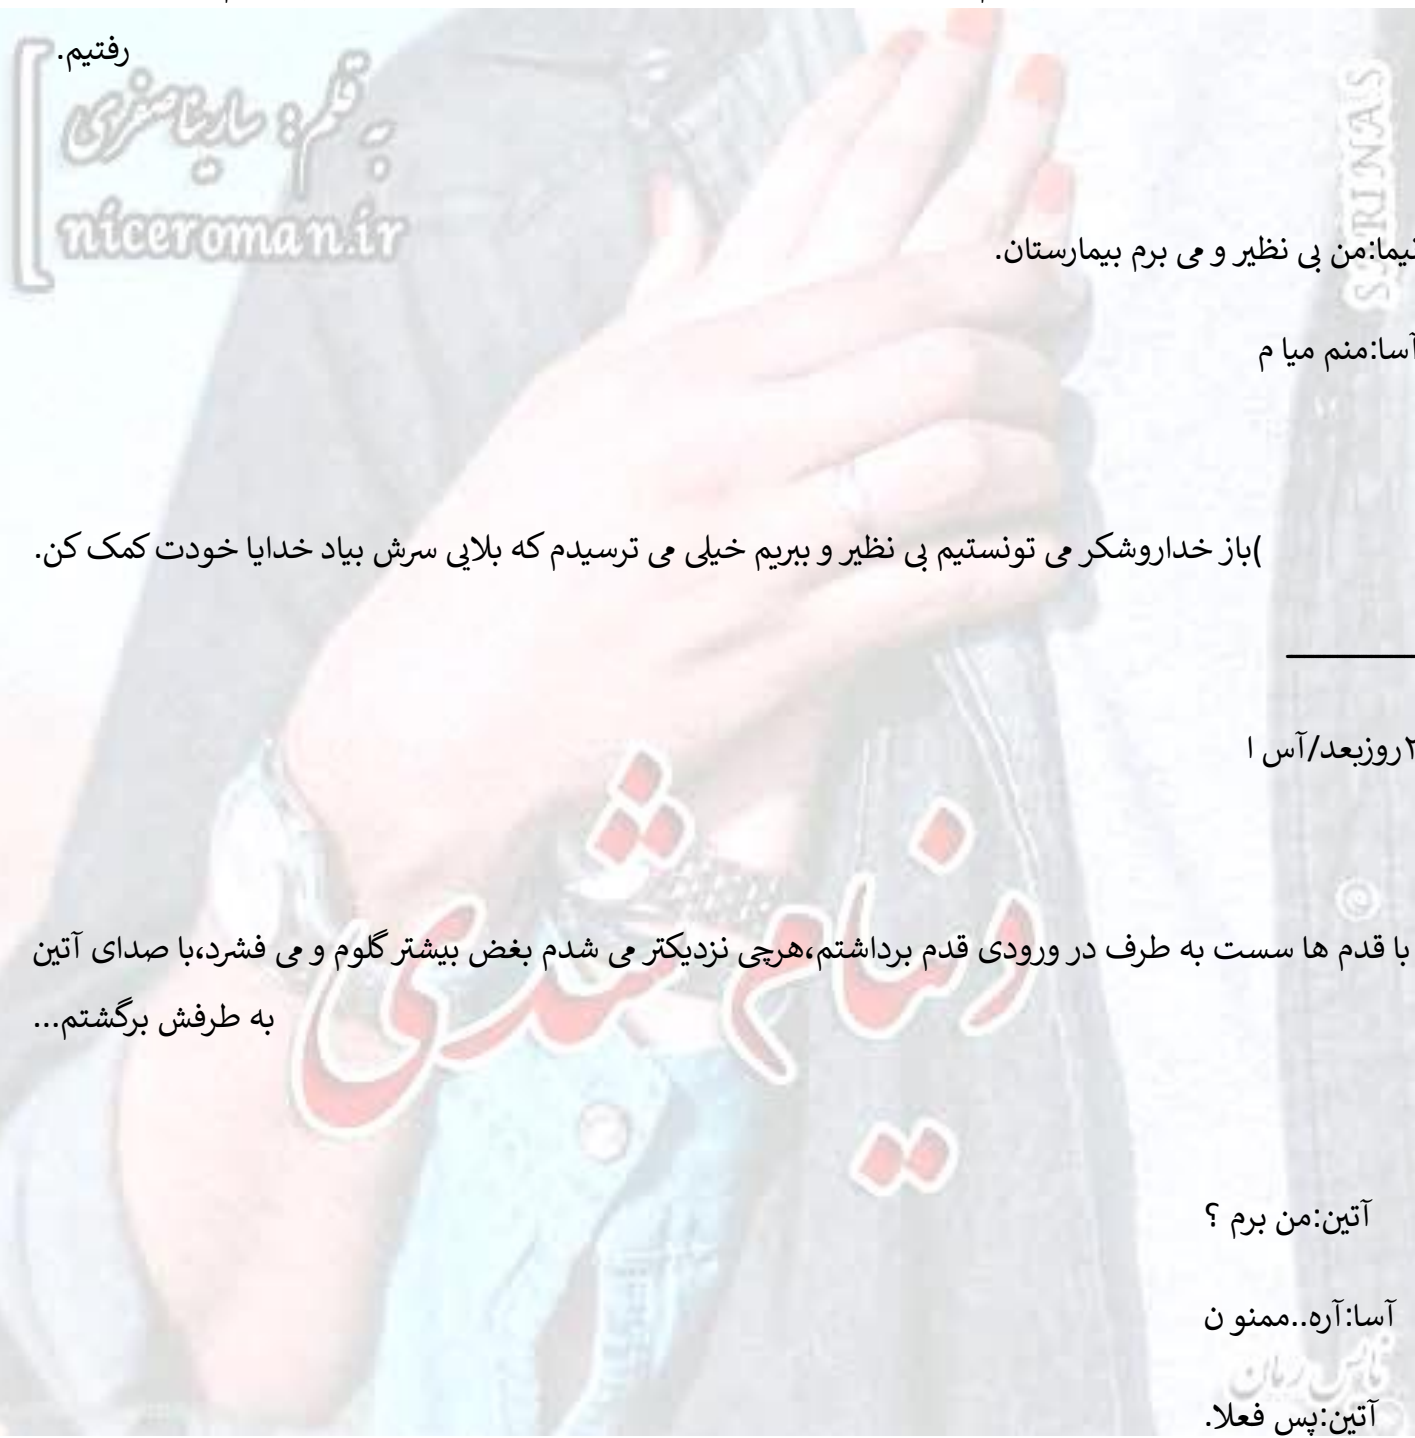 رفتیم.
به قلم: سارینا صفری
niceroman.ir
SARINAS
نیما:من بی نظیر و می برم بیمارستان.
آسا:منم میا م
)باز خداروشکر می تونستیم بی نظیر و ببریم خیلی می ترسیدم که بلایی سرش بیاد خدایا خودت کمک کن.
۲روزبعد/آس ا
با قدم ها سست به طرف در ورودی قدم برداشتم،هرچی نزدیکتر می شدم بغض بیشتر گلوم و می فشرد،با صدای آتین
به طرفش برگشتم...
دنیام شدی
آتین:من برم ؟
آسا:آره..ممنو ن
نایس رمان
آتین:پس فعلا.